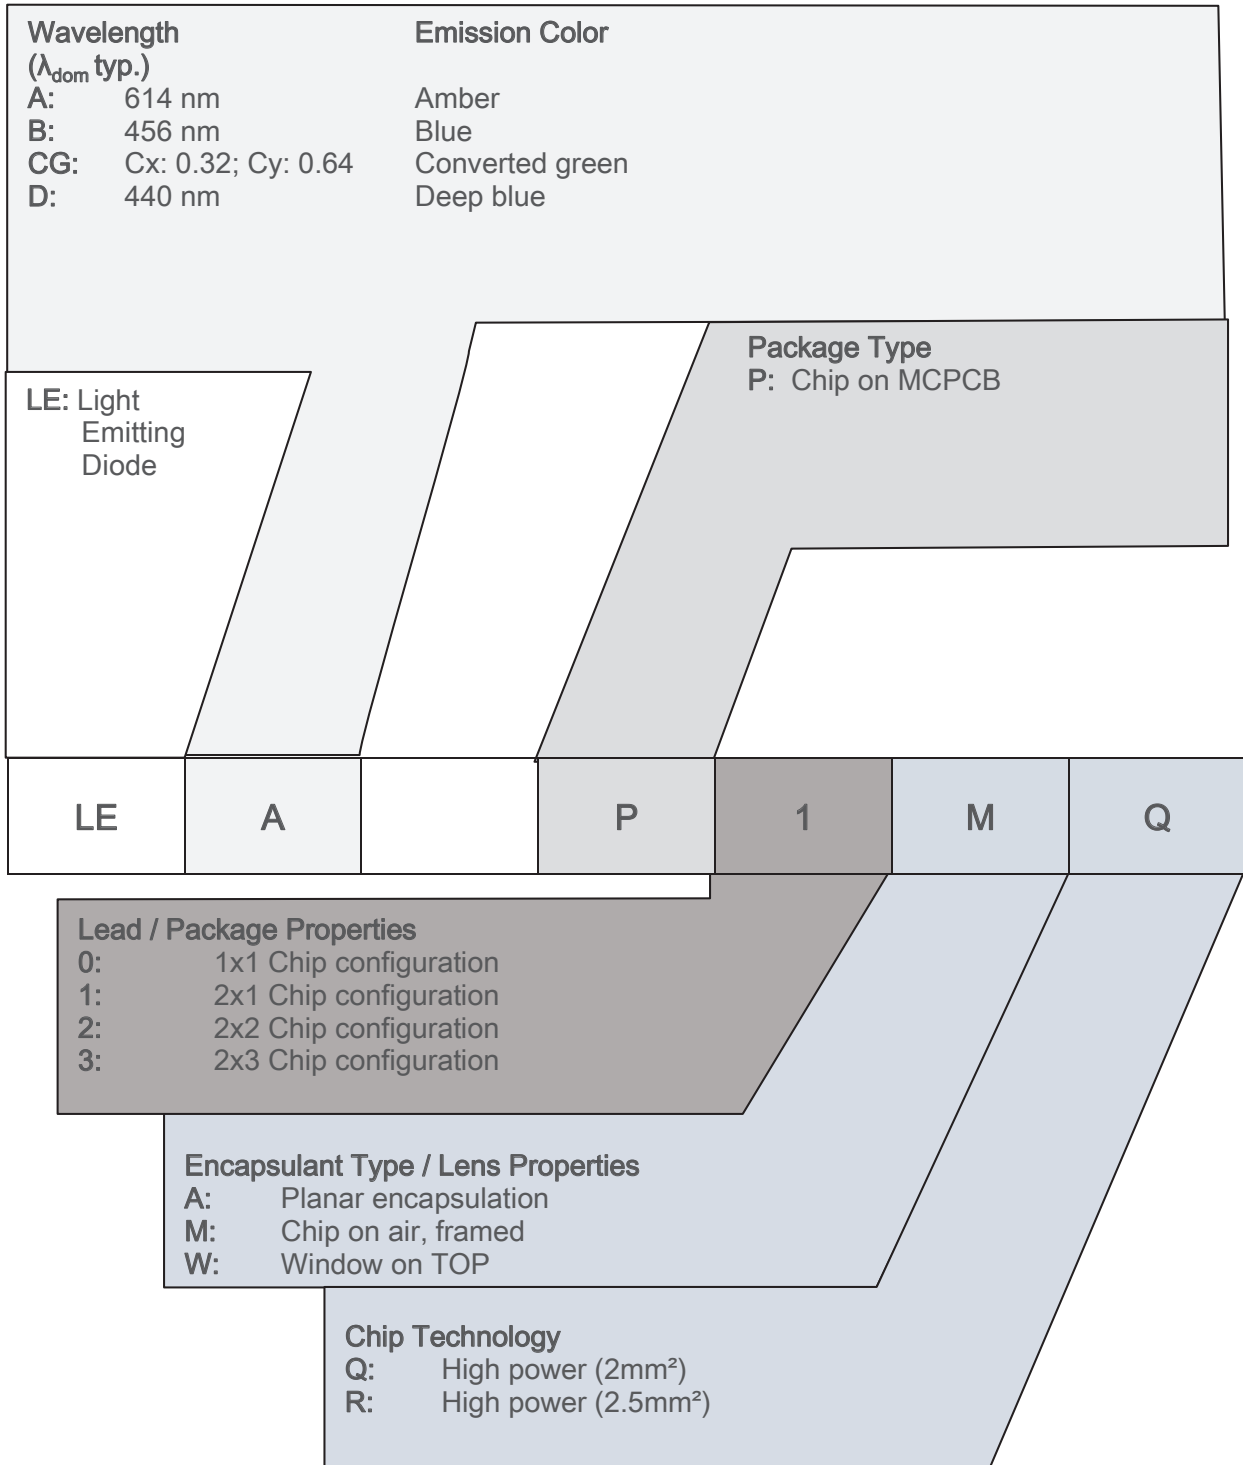 Wavelength Emission Color
(λdom typ.)
A: 614 nm Amber
B: 456 nm Blue
CG: Cx: 0.32; Cy: 0.64 Converted green
D: 440 nm Deep blue
Package Type
P: Chip on MCPCB
LE: Light
Emitting
Diode
LE A P 1 M Q
Lead / Package Properties
0: 1x1 Chip configuration
1: 2x1 Chip configuration
2: 2x2 Chip configuration
3: 2x3 Chip configuration
Encapsulant Type / Lens Properties
A: Planar encapsulation
M: Chip on air, framed
W: Window on TOP
Chip Technology
Q: High power (2mm²)
R: High power (2.5mm²)